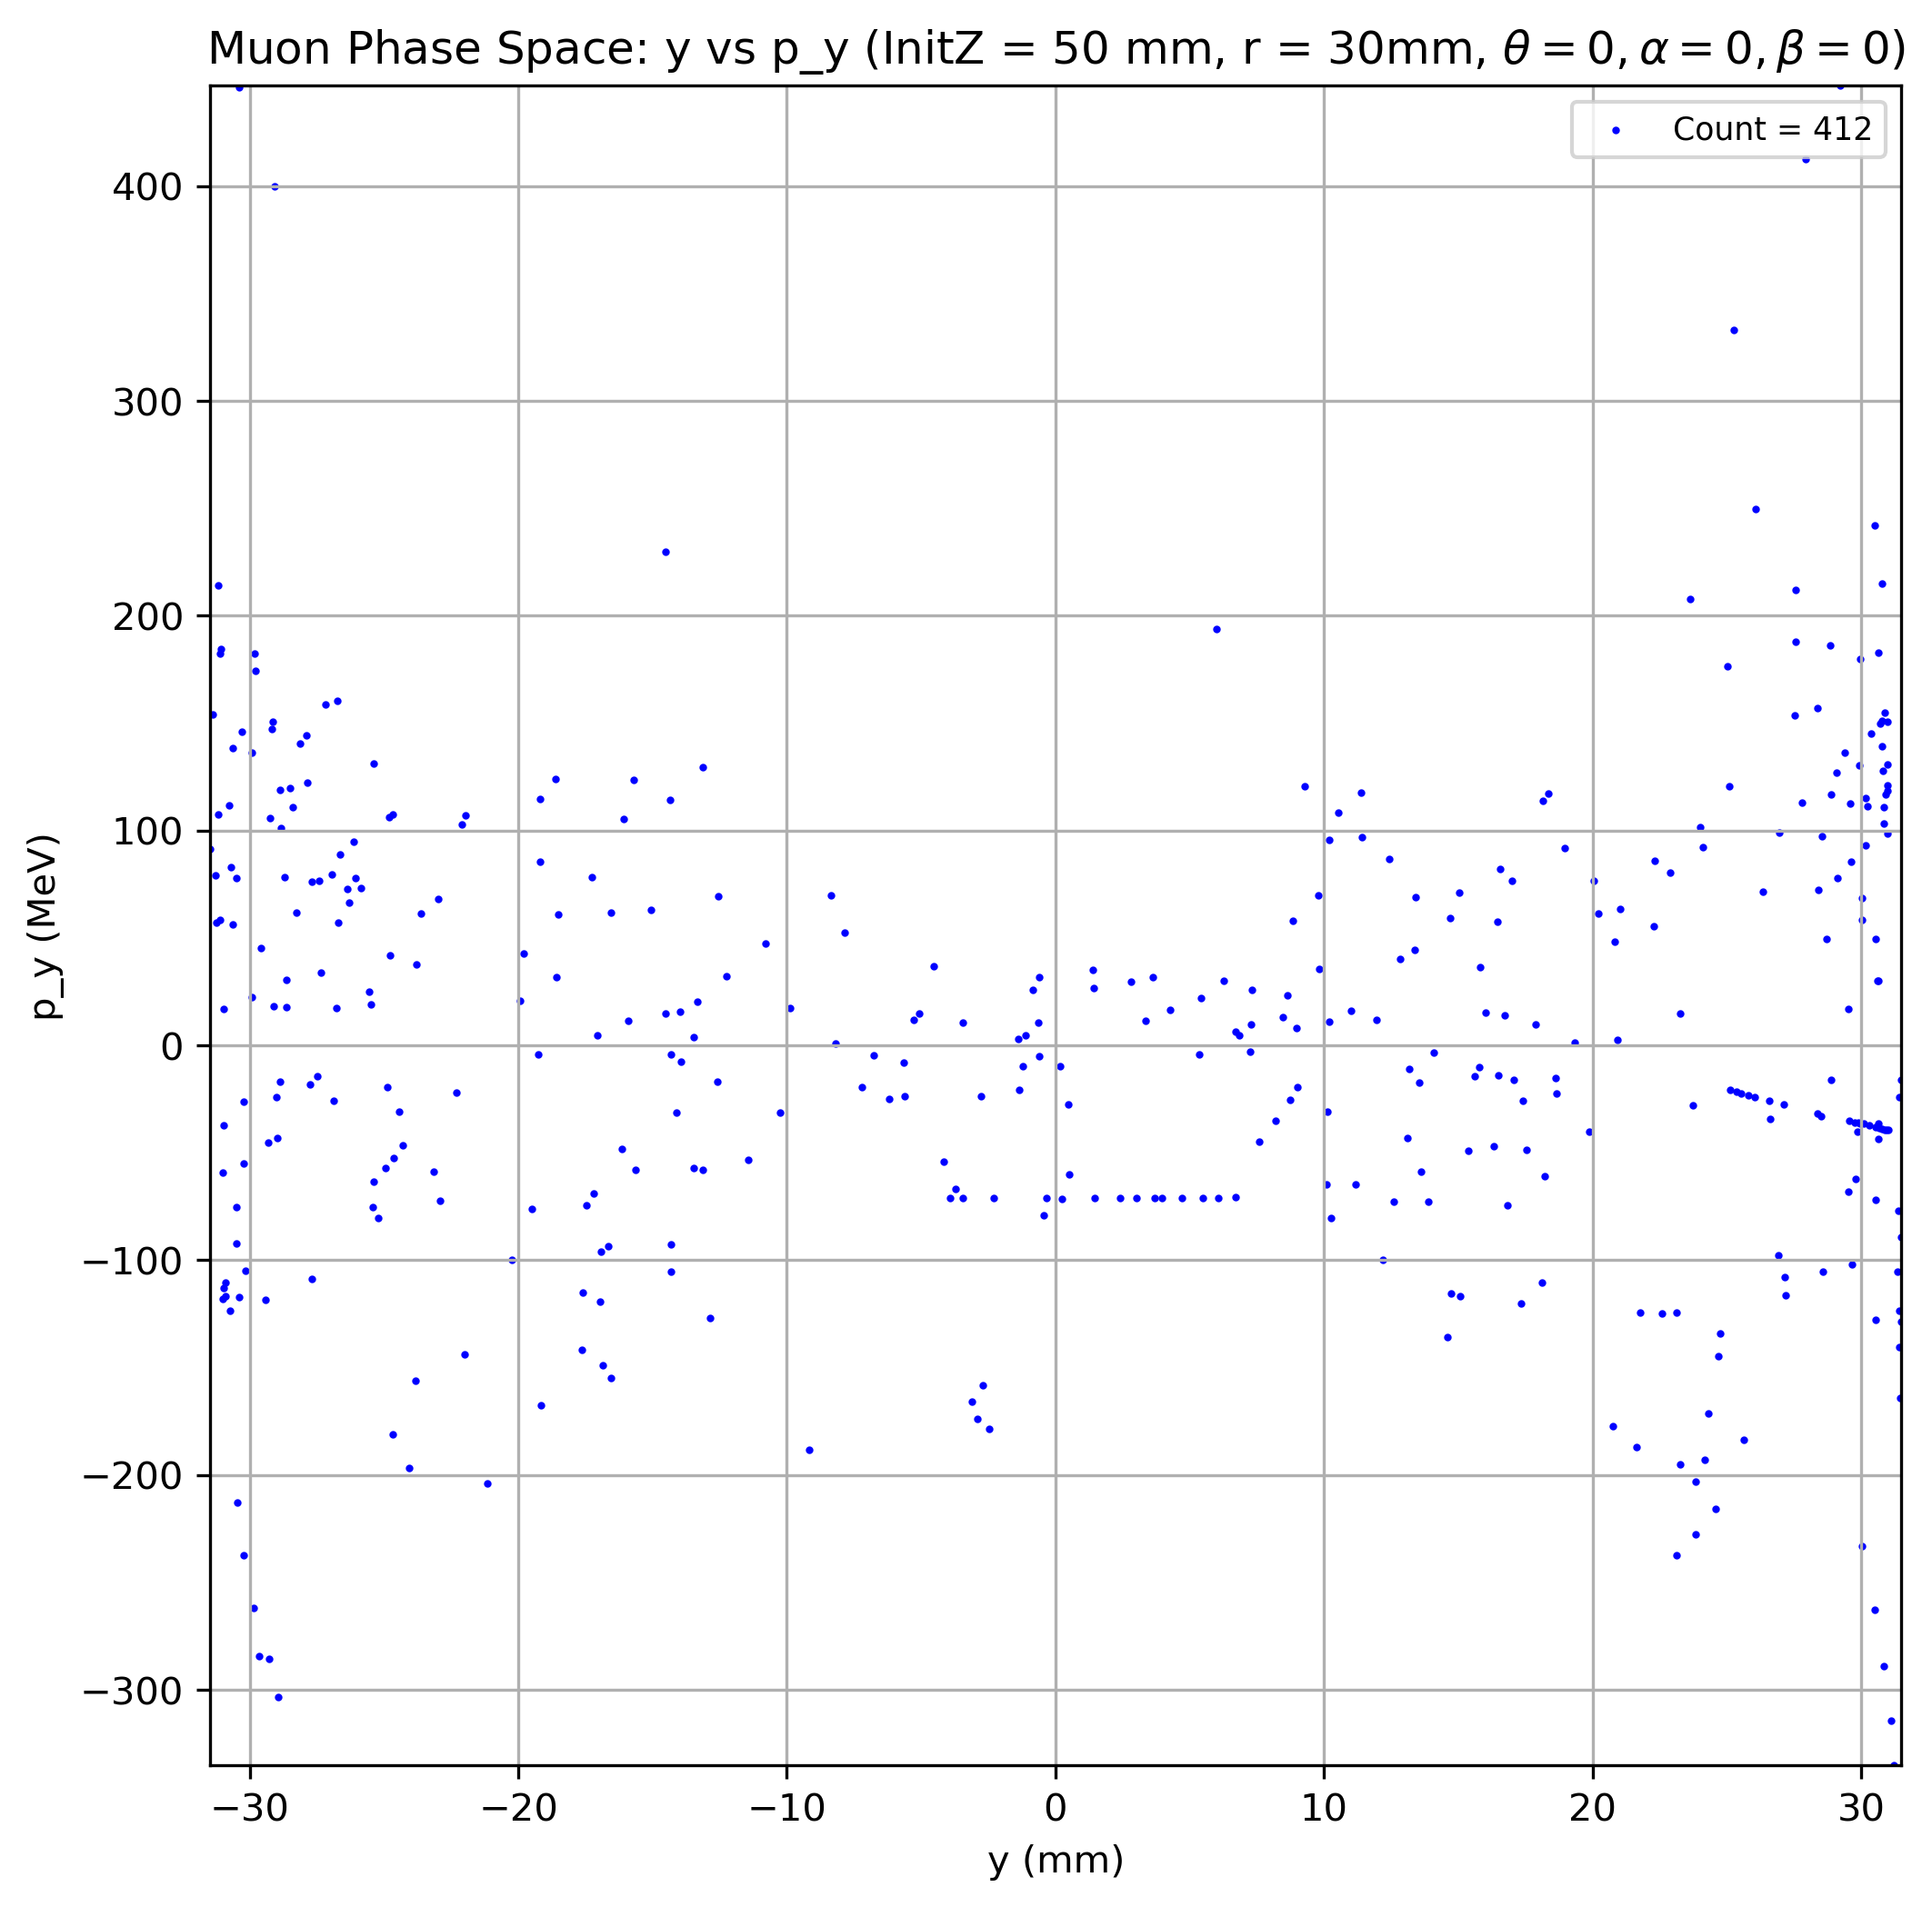 Muon Phase Space: y vs p_y (InitZ = 50 mm, r = 30mm, θ = 0, α = 0, β = 0)
Count = 412
400
300
200
100
0
−100
−200
−300
p_y (MeV)
−30 −20 −10 0 10 20 30
y (mm)